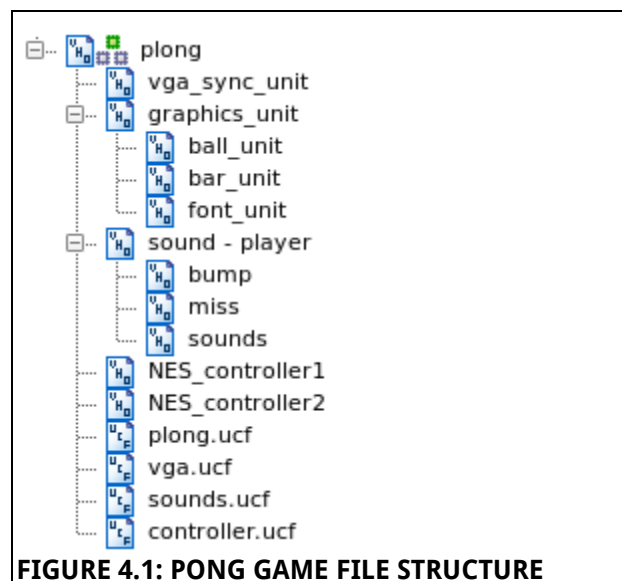 plong
vga_sync_unit
graphics_unit
ball_unit
bar_unit
font_unit
sound - player
bump
miss
sounds
NES_controller1
NES_controller2
plong.ucf
vga.ucf
sounds.ucf
controller.ucf
FIGURE 4.1: PONG GAME FILE STRUCTURE